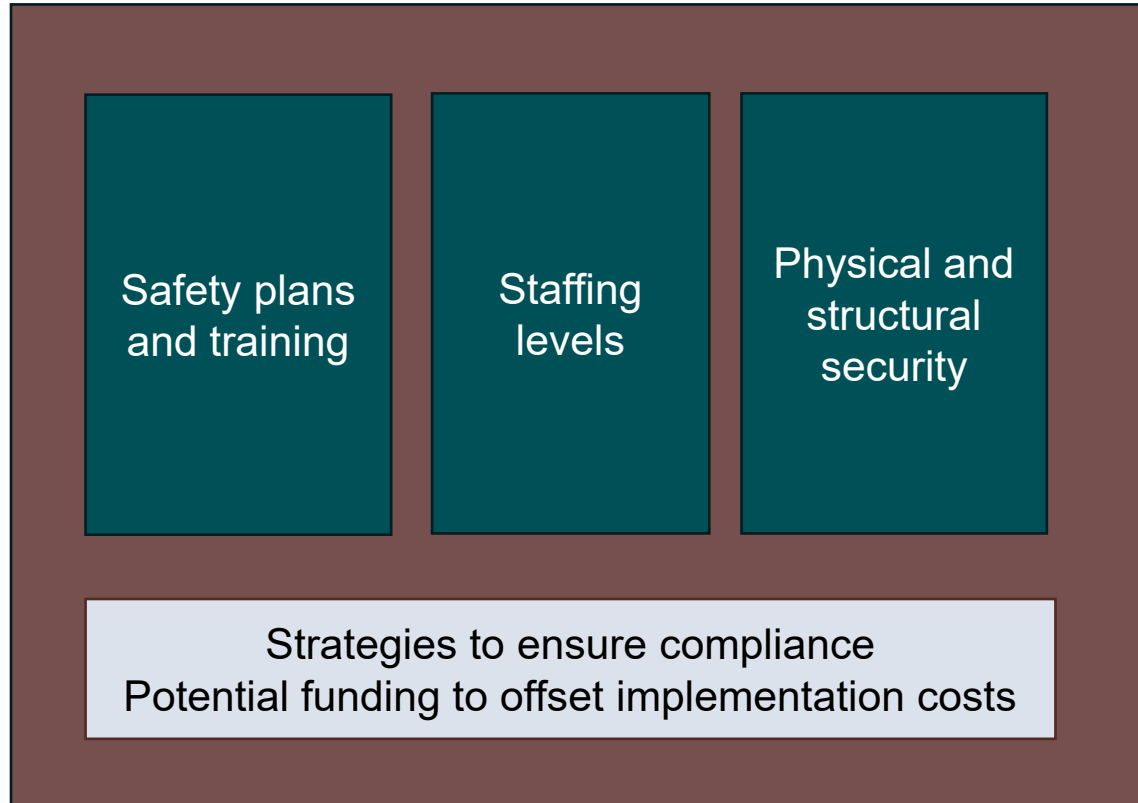 Safety plans
and training
Staffing
levels
Physical and
structural
security
Strategies to ensure compliance
Potential funding to offset implementation costs